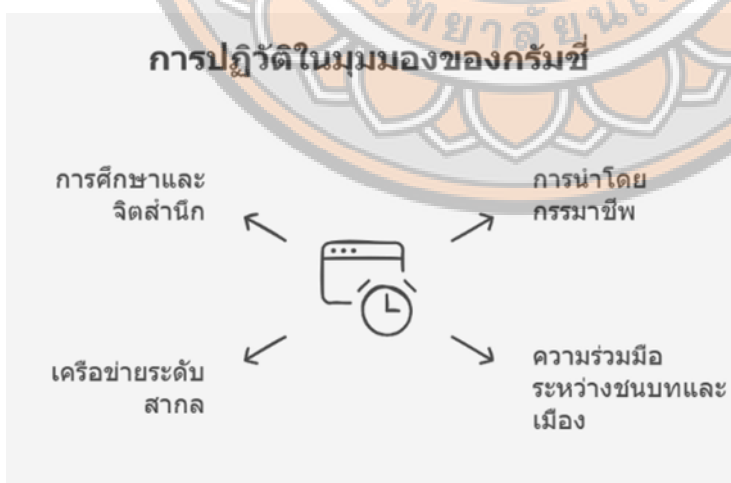 การปฏิวัติในมุมมองของกรัมชี่
การศึกษาและ
จิตสำนึก
การนำโดย
กรรมาชีพ
เครือข่ายระดับ
สากล
ความร่วมมือ
ระหว่างชนบทและ
เมือง